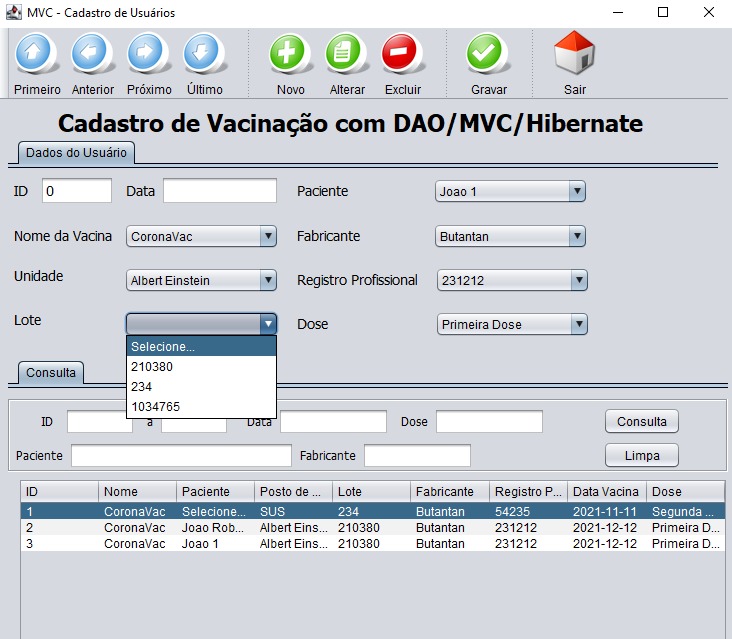 MVC - Cadastro de Usuários
Primeiro Anterior Próximo Último Novo Alterar Excluir Gravar Sair
Cadastro de Vacinação com DAO/MVC/Hibernate
Dados do Usuário
ID 0 Data Paciente Joao 1
Nome da Vacina CoronaVac Fabricante Butantan
Unidade Albert Einstein Registro Profissional 231212
Lote Dose Primeira Dose
Selecione...
210380
234
1034765
Consulta
ID a Data Dose Consulta
Paciente Fabricante Limpa
ID Nome Paciente Posto de ... Lote Fabricante Registro P... Data Vacina Dose
1 CoronaVac Selecione... SUS 234 Butantan 54235 2021-11-11 Segunda ...
2 CoronaVac Joao Rob... Albert Eins... 210380 Butantan 231212 2021-12-12 Primeira D...
3 CoronaVac Joao 1 Albert Eins... 210380 Butantan 231212 2021-12-12 Primeira D...